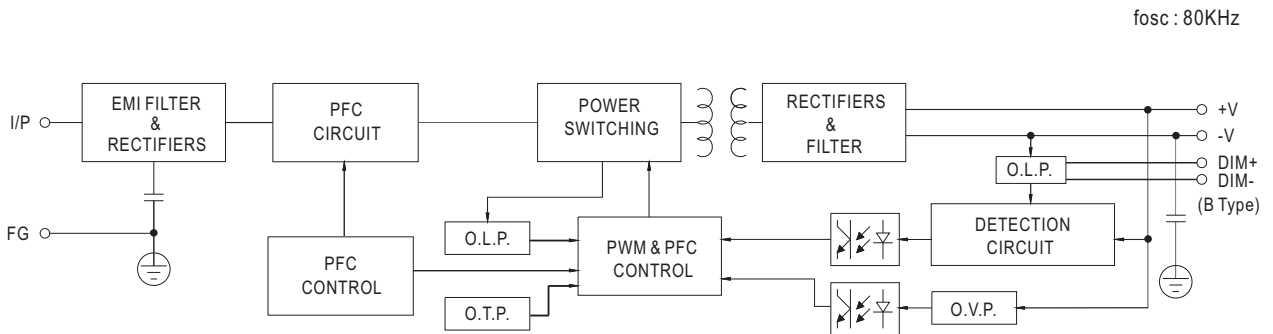 fosc : 80KHz
I/P
EMI FILTER
&
RECTIFIERS
PFC
CIRCUIT
POWER
SWITCHING
RECTIFIERS
&
FILTER
+V
-V
O.L.P.
DIM+
DIM-
(B Type)
FG
O.L.P.
PFC
CONTROL
PWM & PFC
CONTROL
DETECTION
CIRCUIT
O.T.P.
O.V.P.